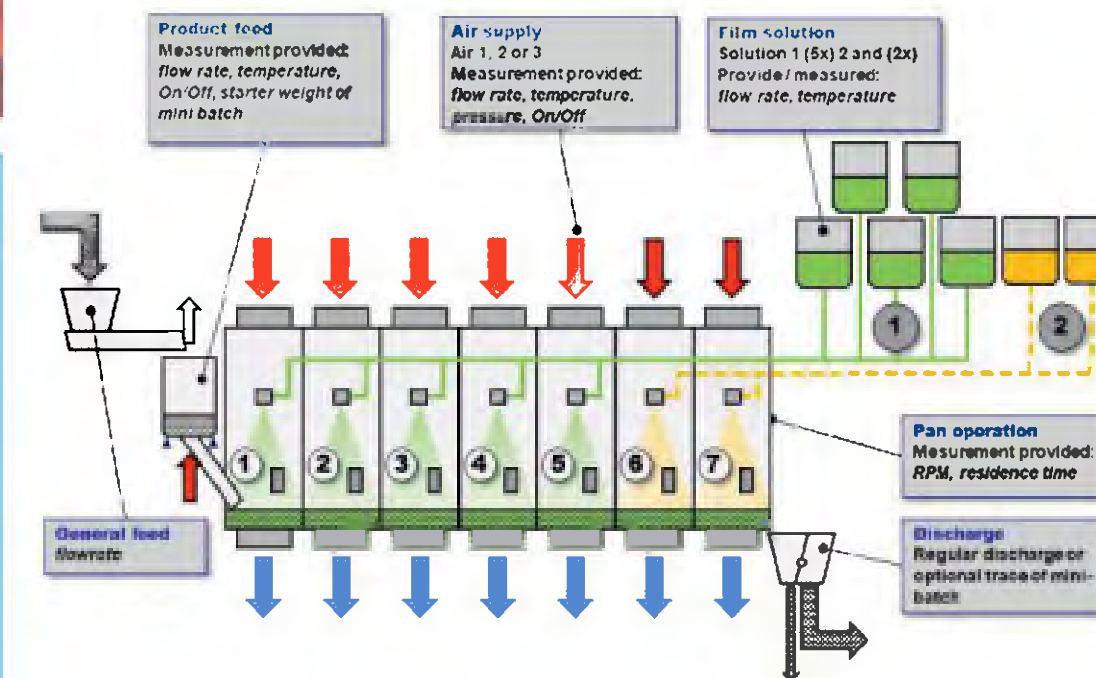 Product feed
Measurement provided:
flow rate, temperature,
On/Off, starter weight of
mini batch
Air supply
Air 1, 2 or 3
Measurement provided:
flow rate, temperature,
pressure, On/Off
Film solution
Solution 1 (5x) 2 and (2x)
Provide / measured:
flow rate, temperature
1
2
1
2
3
4
5
6
7
Pan operation
Mesurement provided:
RPM, residence time
General feed
flowrate
Discharge
Regular discharge or
optional trace of mini-
batch